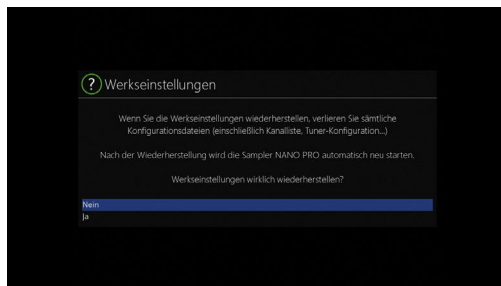 ? Werkseinstellungen
Wenn Sie die Werkseinstellungen wiederherstellen, verlieren Sie sämtliche
Konfigurationsdateien (einschließlich Kanalliste, Tuner-Konfiguration...)
Nach der Wiederherstellung wird die Sampler NANO PRO automatisch neu starten.
Werkseinstellungen wirklich wiederherstellen?
Nein
Ja